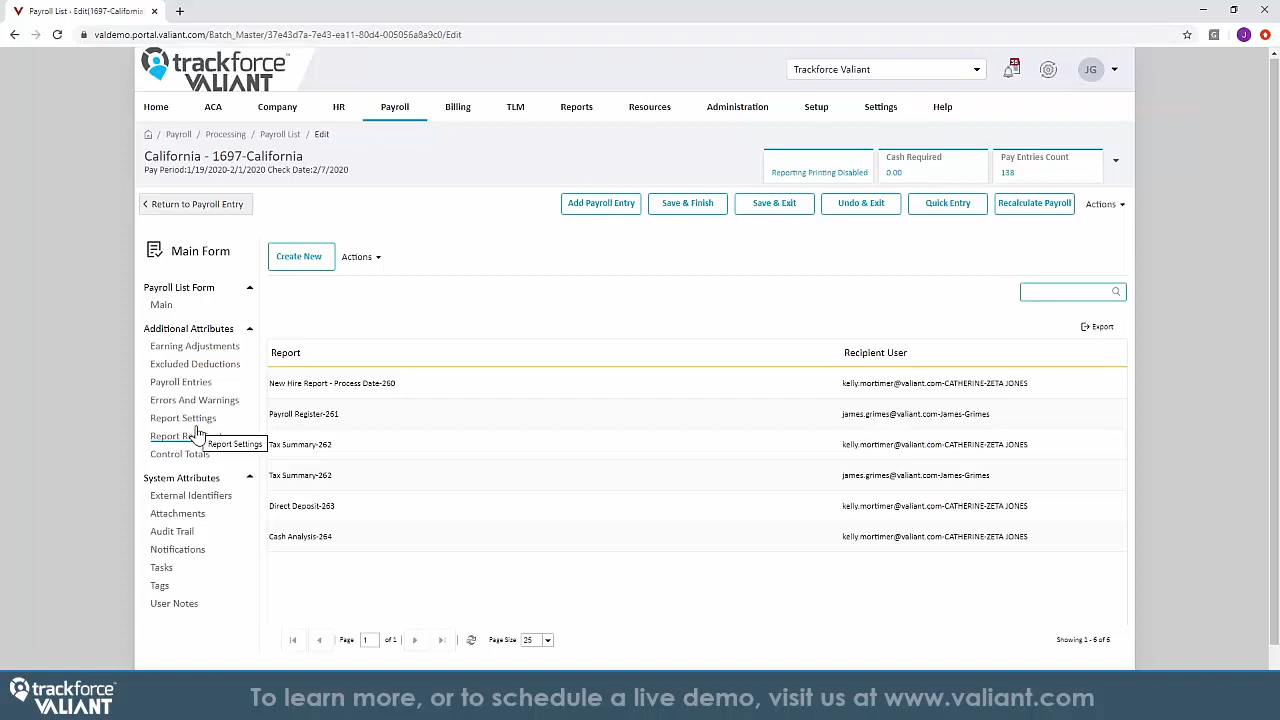 Payroll List - Edit(1697-California
valdemo.portal.valiant.com/Batch_Master/37e43d7a-7e43-ea11-80d4-005056a8a9c0/Edit
G
J
trackforce
VALIANT
Trackforce Valiant
55
JG
Home ACA Company HR Payroll Billing TLM Reports Resources Administration Setup Settings Help
/ Payroll / Processing / Payroll List / Edit
California - 1697-California
Pay Period:1/19/2020-2/1/2020 Check Date:2/7/2020
Reporting Printing Disabled
Cash Required
0.00
Pay Entries Count
138
Return to Payroll Entry
Add Payroll Entry
Save & Finish
Save & Exit
Undo & Exit
Quick Entry
Recalculate Payroll
Actions
Main Form
Payroll List Form
Main
Additional Attributes
Earning Adjustments
Excluded Deductions
Payroll Entries
Errors And Warnings
Report Settings
Report
Report Settings
Control Totals
System Attributes
External Identifiers
Attachments
Audit Trail
Notifications
Tasks
Tags
User Notes
Create New
Actions
Export
Report Recipient User
New Hire Report - Process Date-260 kelly.mortimer@valiant.com-CATHERINE-ZETA JONES
Payroll Register-261 james.grimes@valiant.com-James-Grimes
Tax Summary-262 kelly.mortimer@valiant.com-CATHERINE-ZETA JONES
Tax Summary-262 james.grimes@valiant.com-James-Grimes
Direct Deposit-263 kelly.mortimer@valiant.com-CATHERINE-ZETA JONES
Cash Analysis-264 kelly.mortimer@valiant.com-CATHERINE-ZETA JONES
Page 1 of 1 Page Size 25
Showing 1 - 6 of 6
trackforce
VALIANT
To learn more, or to schedule a live demo, visit us at www.valiant.com